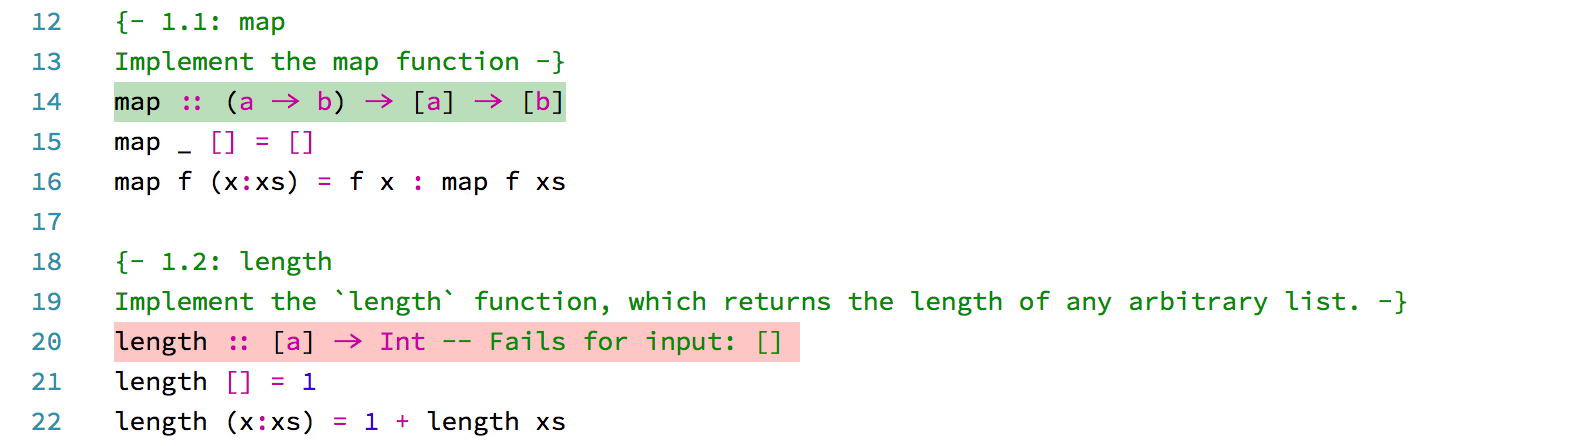 12 {- 1.1: map
13 Implement the map function -}
14 map :: (a → b) → [a] → [b]
15 map _ [] = []
16 map f (x:xs) = f x : map f xs
17
18 {- 1.2: length
19 Implement the `length` function, which returns the length of any arbitrary list. -}
20 length :: [a] → Int -- Fails for input: []
21 length [] = 1
22 length (x:xs) = 1 + length xs